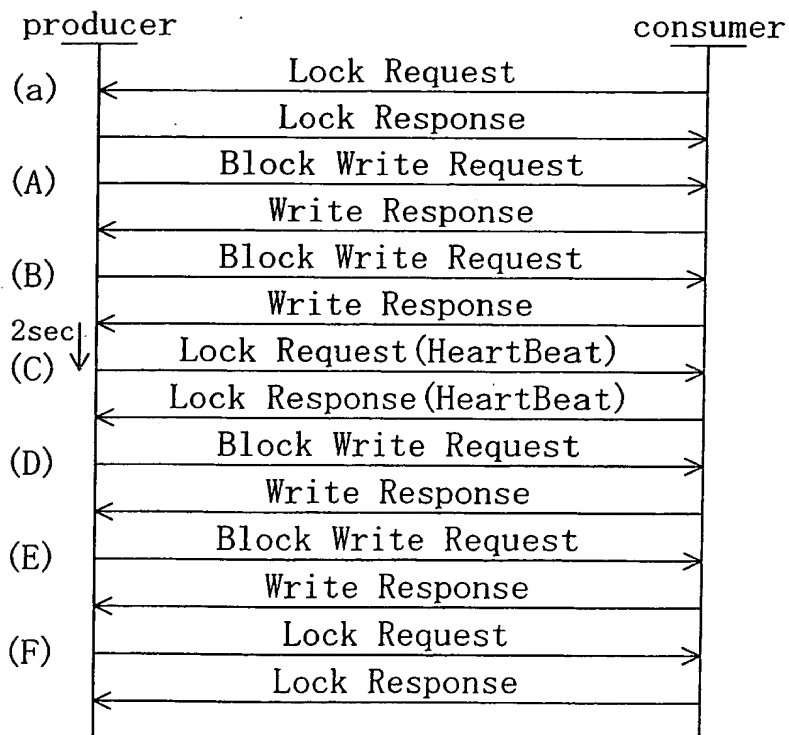 producer consumer
(a) Lock Request
Lock Response
(A) Block Write Request
Write Response
(B) Block Write Request
Write Response
2sec
(C) Lock Request(HeartBeat)
Lock Response(HeartBeat)
(D) Block Write Request
Write Response
(E) Block Write Request
Write Response
(F) Lock Request
Lock Response